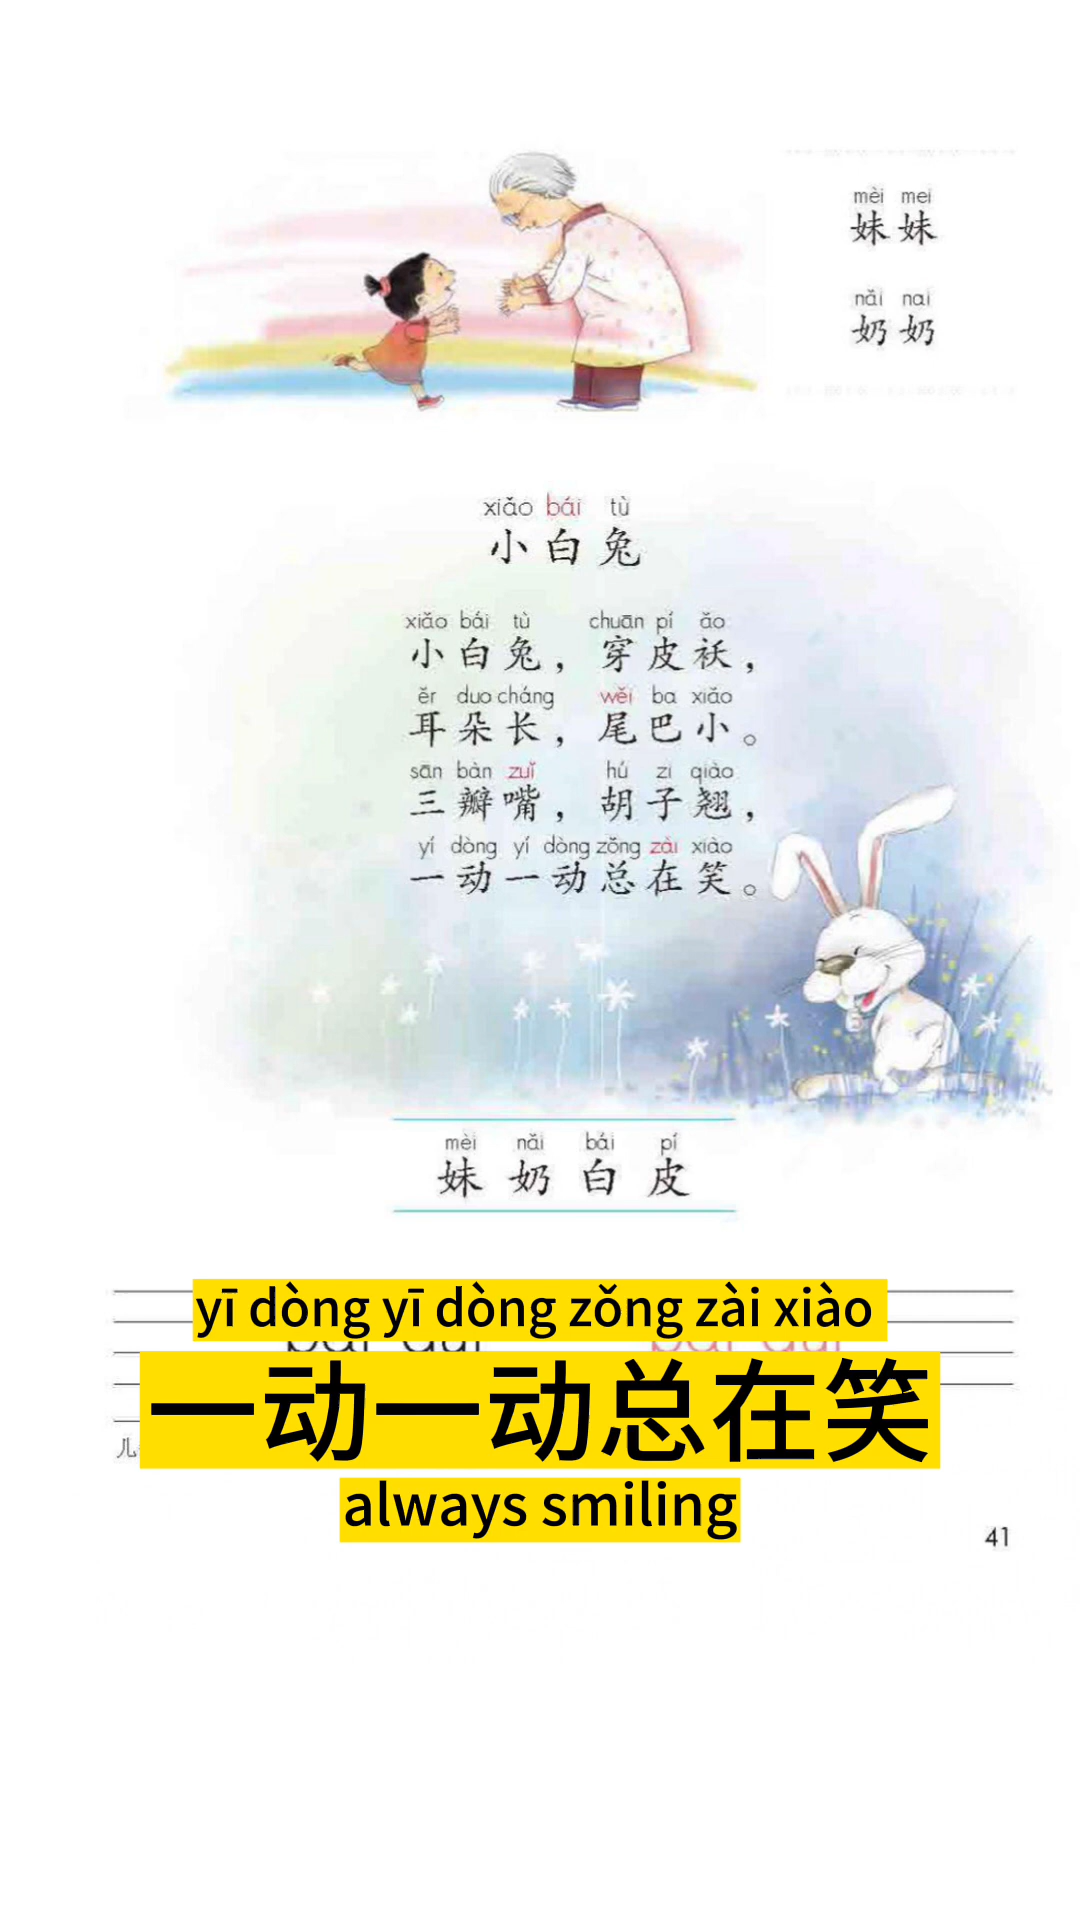 mèi mei
妹妹
nǎi nai
奶奶
xiǎo bái tù
小白兔
xiǎo bái tù chuān pí ǎo
小白兔，穿皮袄，
ěr duo cháng wěi ba xiǎo
耳朵长，尾巴小。
sān bàn zuǐ hú zi qiào
三瓣嘴，胡子翘，
yí dòng yí dòng zǒng zài xiào
一动一动总在笑。
mèi nǎi bái pí
妹奶白皮
yī dòng yī dòng zǒng zài xiào
一动一动总在笑
儿
always smiling
41